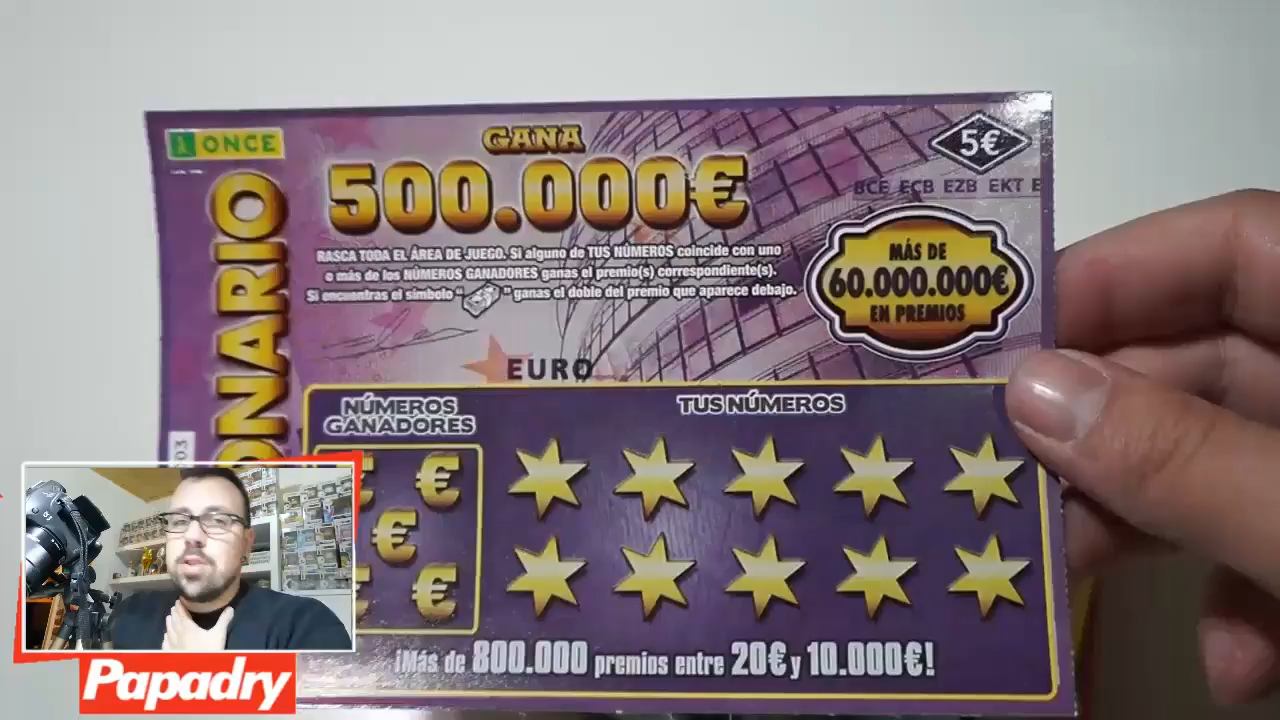 ONCE
GANA
500.000€
5€
BCE ECB EZB EKT E
RASCA TODA EL ÁREA DE JUEGO. Si alguno de TUS NÚMEROS coincide con uno
o más de los NÚMEROS GANADORES ganas el premio(s) correspondiente(s).
Si encuentras el símbolo " " ganas el doble del premio que aparece debajo.
MÁS DE
60.000.000€
EN PREMIOS
ONARIO
EURO
NÚMEROS
GANADORES
TUS NÚMEROS
€ €
€
€ €
¡Más de 800.000 premios entre 20€ y 10.000€!
Papadry